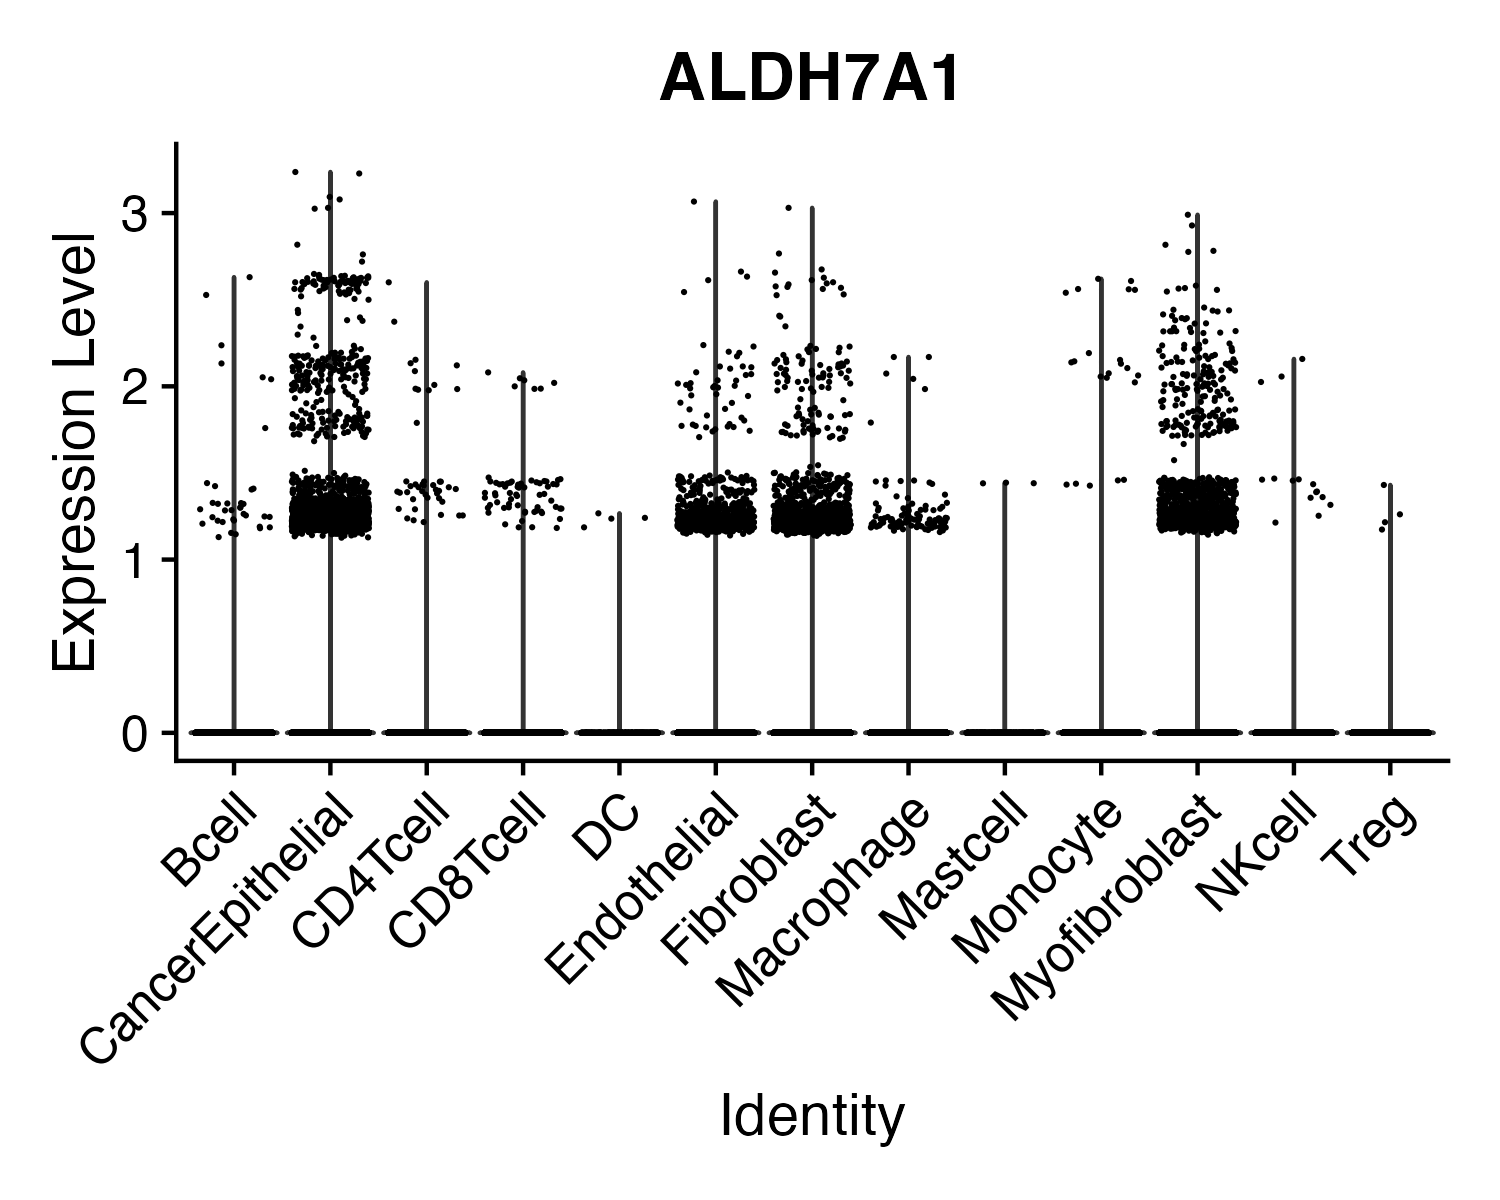 ALDH7A1
Expression Level
3
2
1
0
Bcell
CancerEpithelial
CD4Tcell
CD8Tcell
DC
Endothelial
Fibroblast
Macrophage
Mastcell
Monocyte
Myofibroblast
NKcell
Treg
Identity